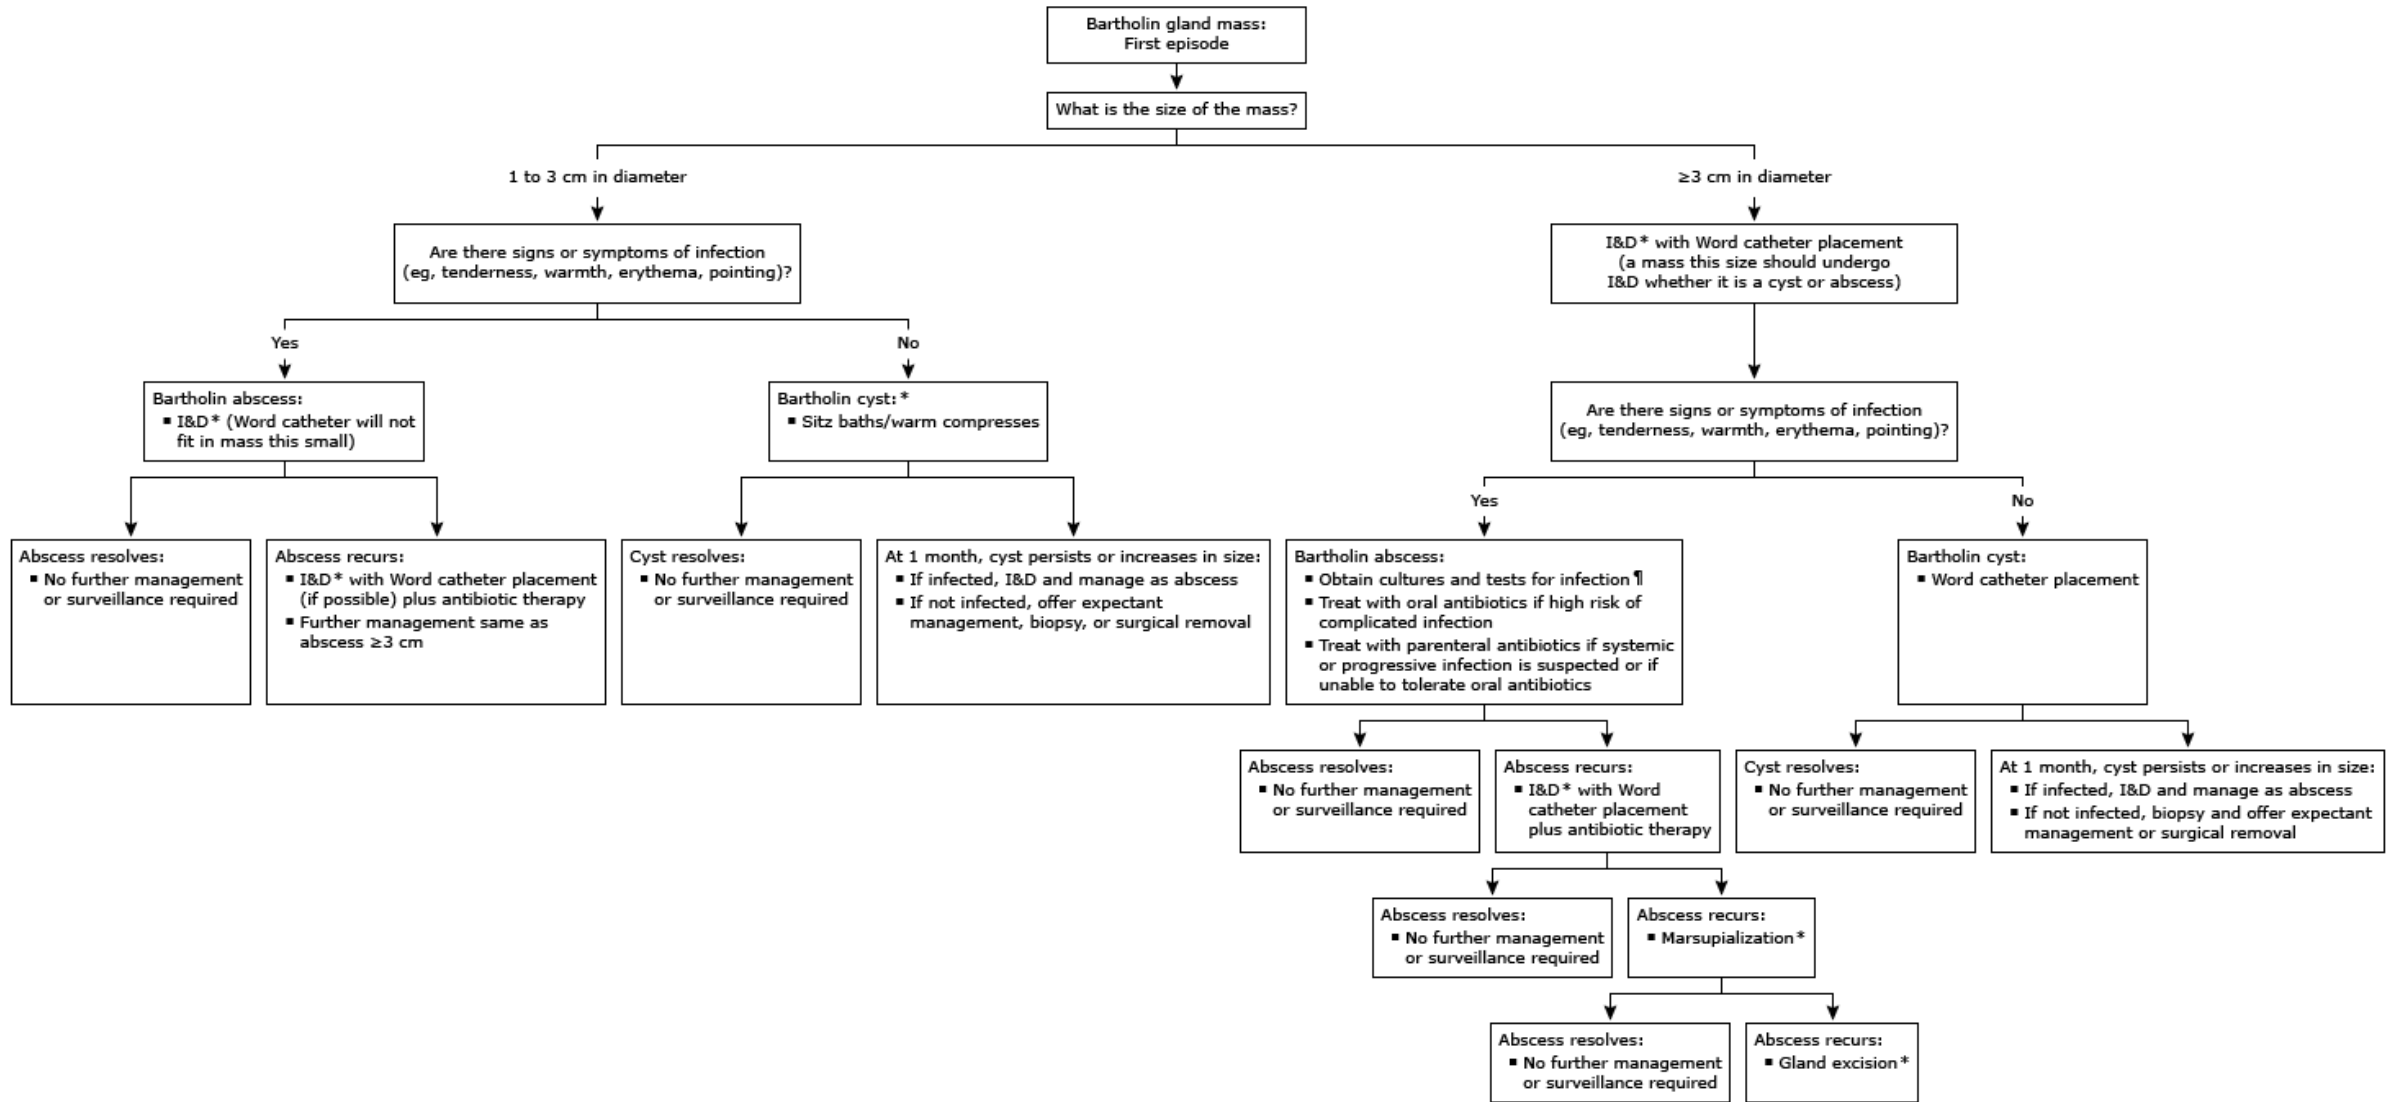 Bartholin gland mass:
First episode
What is the size of the mass?
1 to 3 cm in diameter
≥3 cm in diameter
Are there signs or symptoms of infection
(eg, tenderness, warmth, erythema, pointing)?
I&D* with Word catheter placement
(a mass this size should undergo
I&D whether it is a cyst or abscess)
Yes
No
Bartholin abscess:
▪ I&D* (Word catheter will not
fit in mass this small)
Bartholin cyst:*
▪ Sitz baths/warm compresses
Are there signs or symptoms of infection
(eg, tenderness, warmth, erythema, pointing)?
Yes
No
Abscess resolves:
▪ No further management
or surveillance required
Abscess recurs:
▪ I&D* with Word catheter placement
(if possible) plus antibiotic therapy
▪ Further management same as
abscess ≥3 cm
Cyst resolves:
▪ No further management
or surveillance required
At 1 month, cyst persists or increases in size:
▪ If infected, I&D and manage as abscess
▪ If not infected, offer expectant
management, biopsy, or surgical removal
Bartholin abscess:
▪ Obtain cultures and tests for infection¶
▪ Treat with oral antibiotics if high risk of
complicated infection
▪ Treat with parenteral antibiotics if systemic
or progressive infection is suspected or if
unable to tolerate oral antibiotics
Bartholin cyst:
▪ Word catheter placement
Abscess resolves:
▪ No further management
or surveillance required
Abscess recurs:
▪ I&D* with Word
catheter placement
plus antibiotic therapy
Cyst resolves:
▪ No further management
or surveillance required
At 1 month, cyst persists or increases in size:
▪ If infected, I&D and manage as abscess
▪ If not infected, biopsy and offer expectant
management or surgical removal
Abscess resolves:
▪ No further management
or surveillance required
Abscess recurs:
▪ Marsupialization*
Abscess resolves:
▪ No further management
or surveillance required
Abscess recurs:
▪ Gland excision*